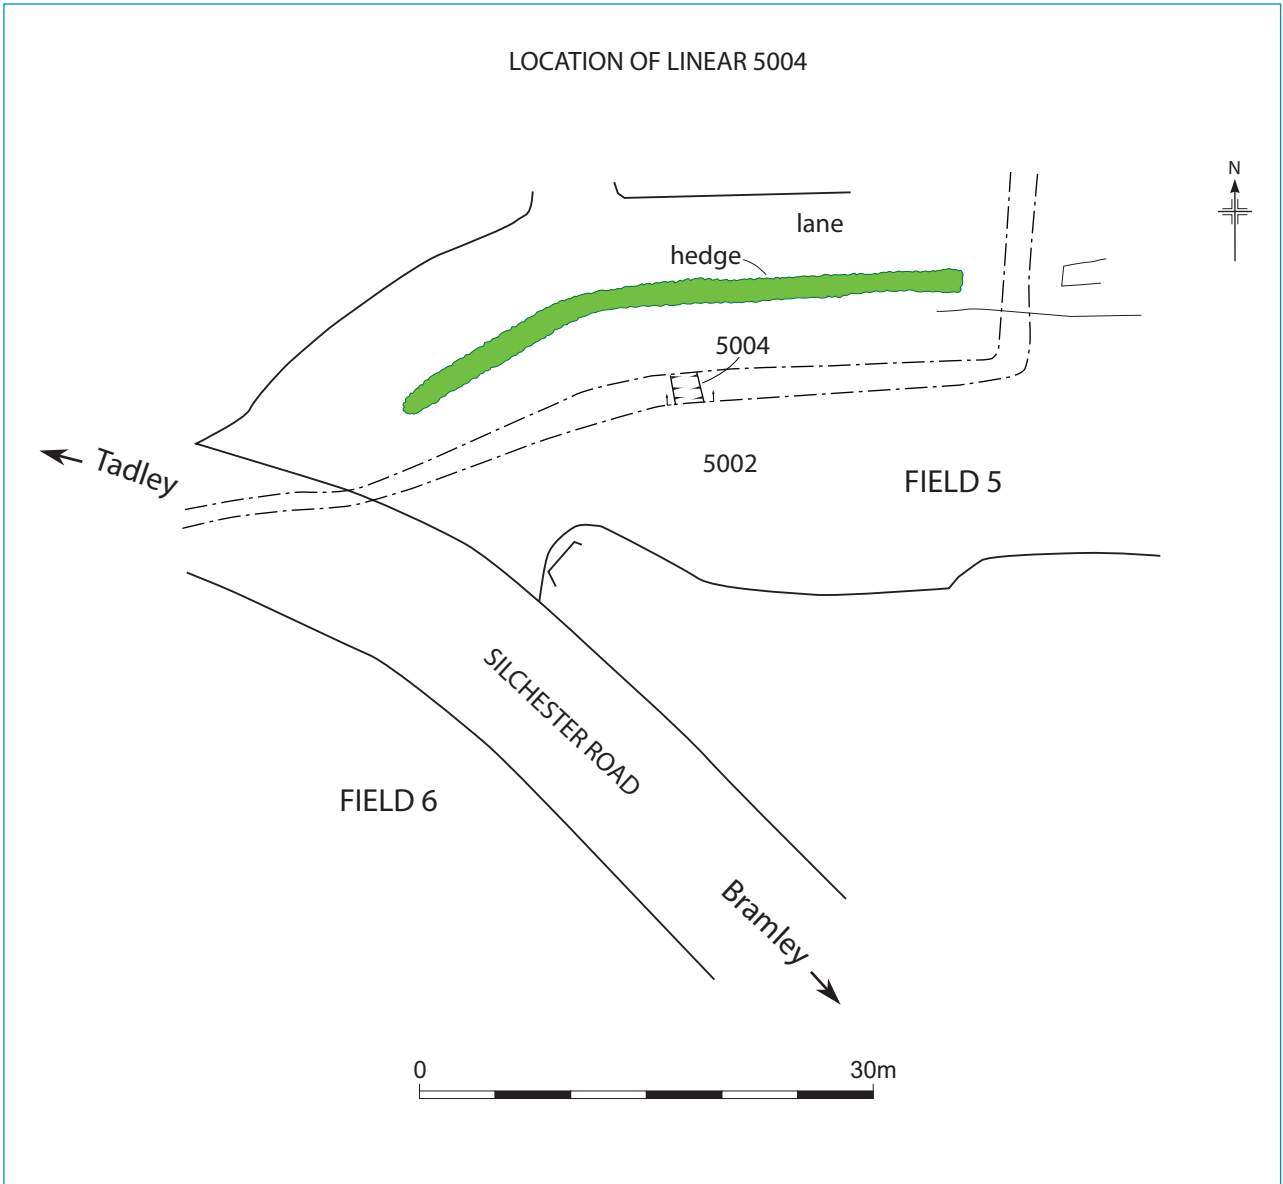 LOCATION OF LINEAR 5004
N
lane
hedge
5004
Tadley
5002
FIELD 5
SILCHESTER ROAD
FIELD 6
Bramley
0 30m